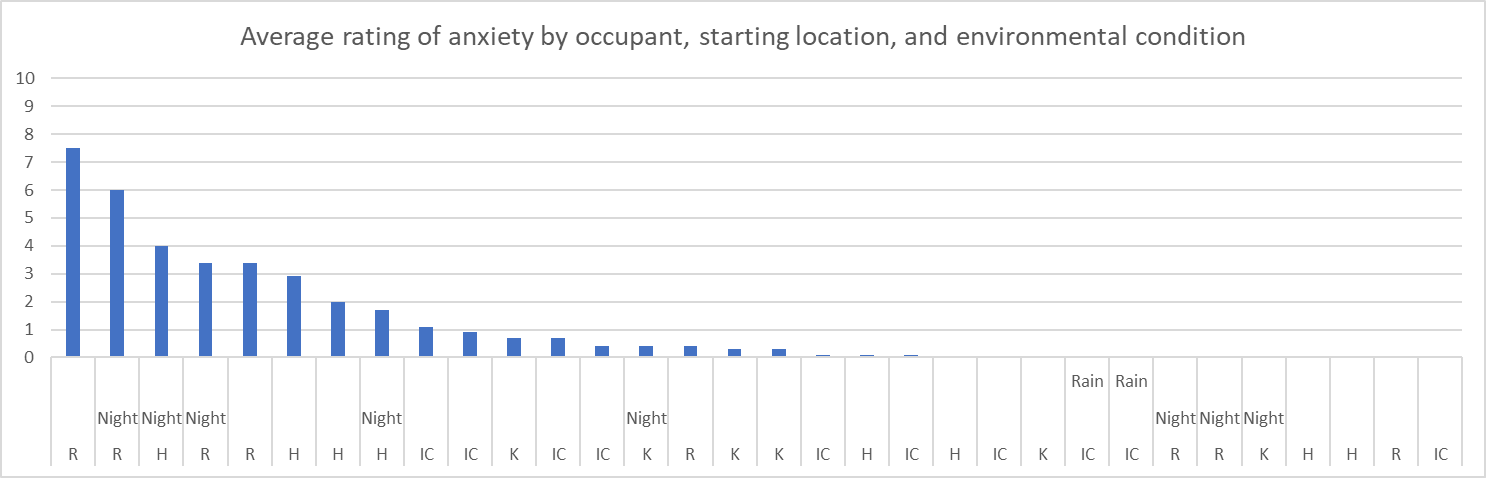 Average rating of anxiety by occupant, starting location, and environmental condition
10
9
8
7
6
5
4
3
2
1
0
Rain Rain
Night Night Night Night Night Night Night Night
R R H R R H H H IC IC K IC IC K R K K IC H IC H IC K IC IC R R K H H R IC